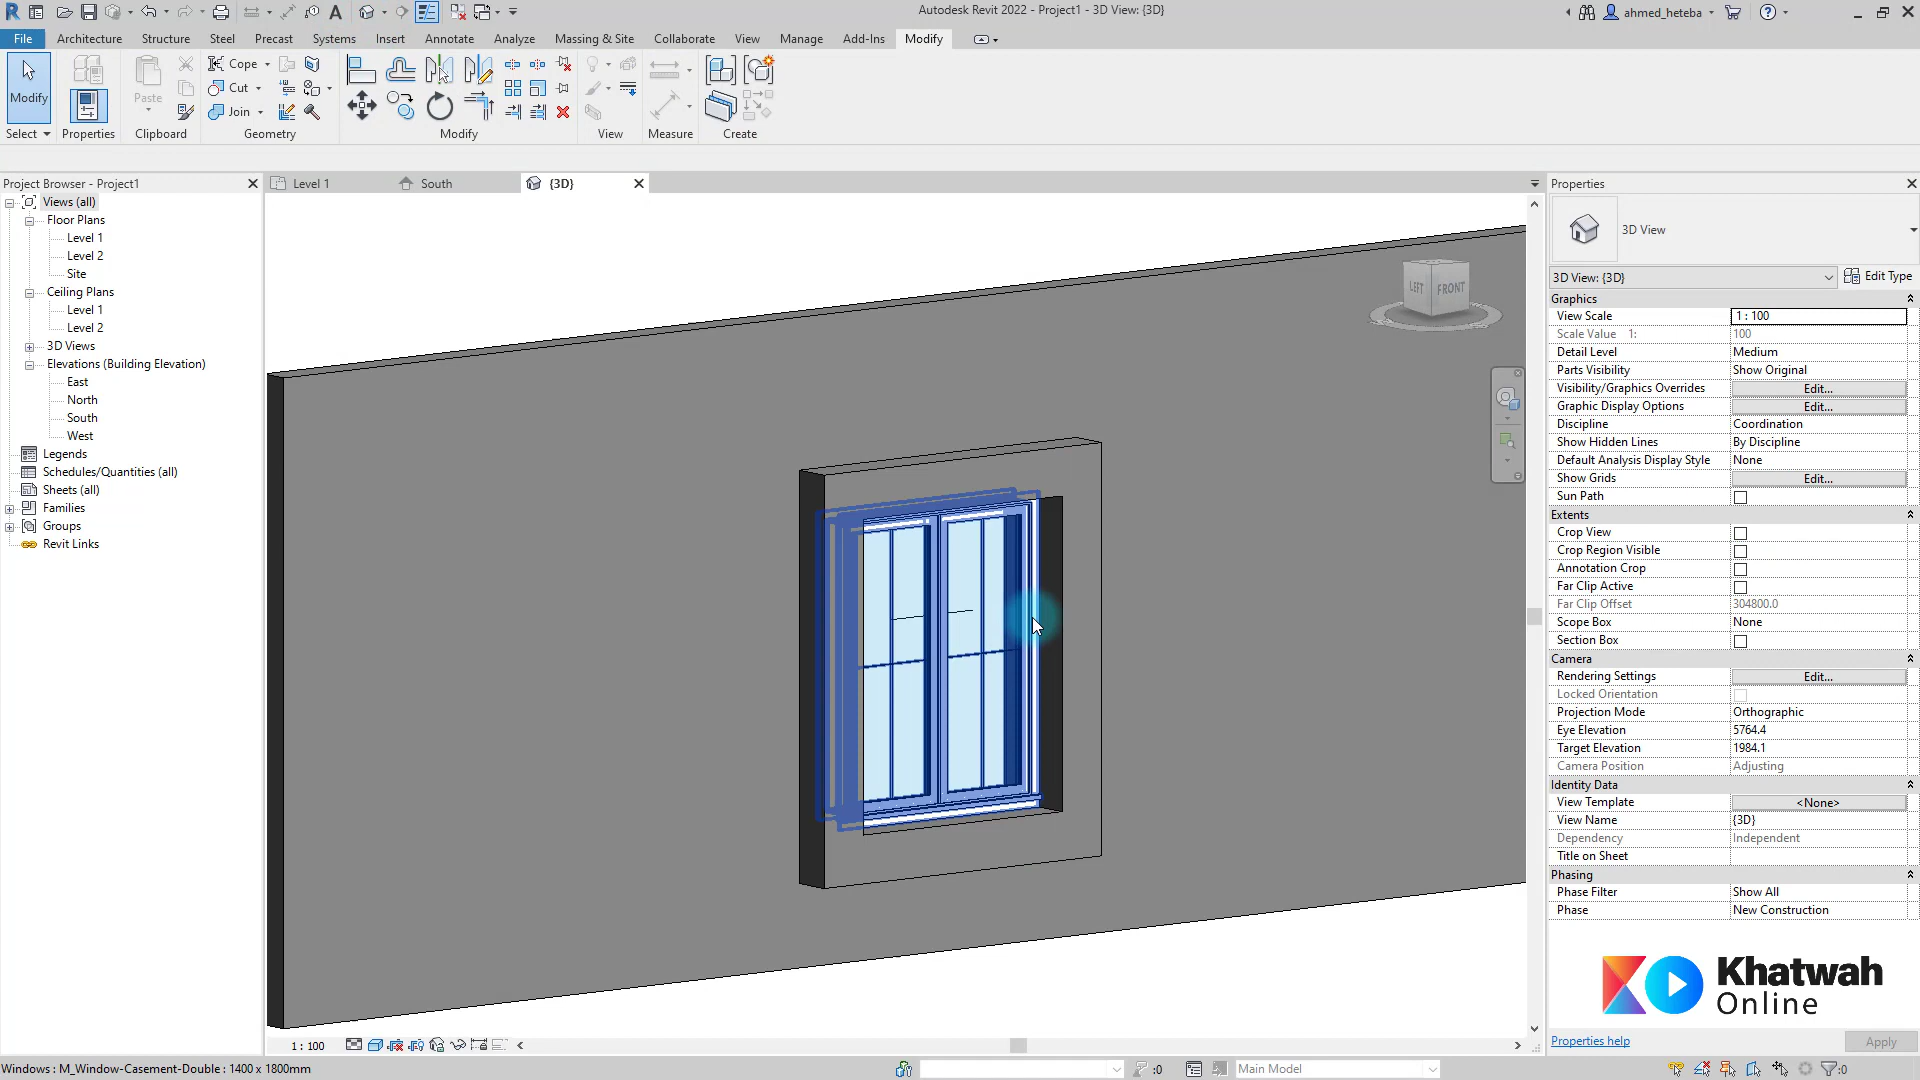 Autodesk Revit 2022 - Project1 - 3D View: {3D}
ahmed_heteba
File
Architecture
Structure
Steel
Precast
Systems
Insert
Annotate
Analyze
Massing & Site
Collaborate
View
Manage
Add-Ins
Modify
Modify
Paste
Cope
Cut
Join
Select
Properties
Clipboard
Geometry
Modify
View
Measure
Create
Project Browser - Project1
Views (all)
Floor Plans
Level 1
Level 2
Site
Ceiling Plans
Level 1
Level 2
3D Views
Elevations (Building Elevation)
East
North
South
West
Legends
Schedules/Quantities (all)
Sheets (all)
Families
Groups
Revit Links
Level 1
South
{3D}
LEFT
FRONT
Properties
3D View
3D View: {3D}
Edit Type
Graphics
View Scale 1 : 100
Scale Value 1: 100
Detail Level Medium
Parts Visibility Show Original
Visibility/Graphics Overrides Edit...
Graphic Display Options Edit...
Discipline Coordination
Show Hidden Lines By Discipline
Default Analysis Display Style None
Show Grids Edit...
Sun Path
Extents
Crop View
Crop Region Visible
Annotation Crop
Far Clip Active
Far Clip Offset 304800.0
Scope Box None
Section Box
Camera
Rendering Settings Edit...
Locked Orientation
Projection Mode Orthographic
Eye Elevation 5764.4
Target Elevation 1984.1
Camera Position Adjusting
Identity Data
View Template <None>
View Name {3D}
Dependency Independent
Title on Sheet
Phasing
Phase Filter Show All
Phase New Construction
Khatwah
Online
Properties help
Apply
1 : 100
Windows : M_Window-Casement-Double : 1400 x 1800mm
:0
Main Model
:0